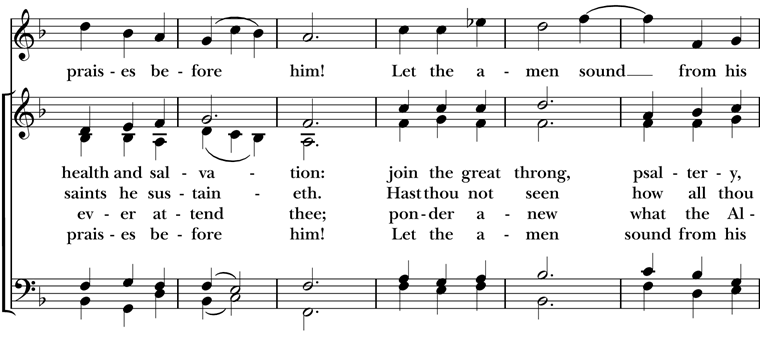 prais - es be - fore him! Let the a - men sound__ from his
health and sal - va - tion: join the great throng, psal - ter - y,
saints he sus - tain - eth. Hast thou not seen how all thou
ev - er at - tend thee; pon - der a - new what the Al -
prais - es be - fore him! Let the a - men sound from his